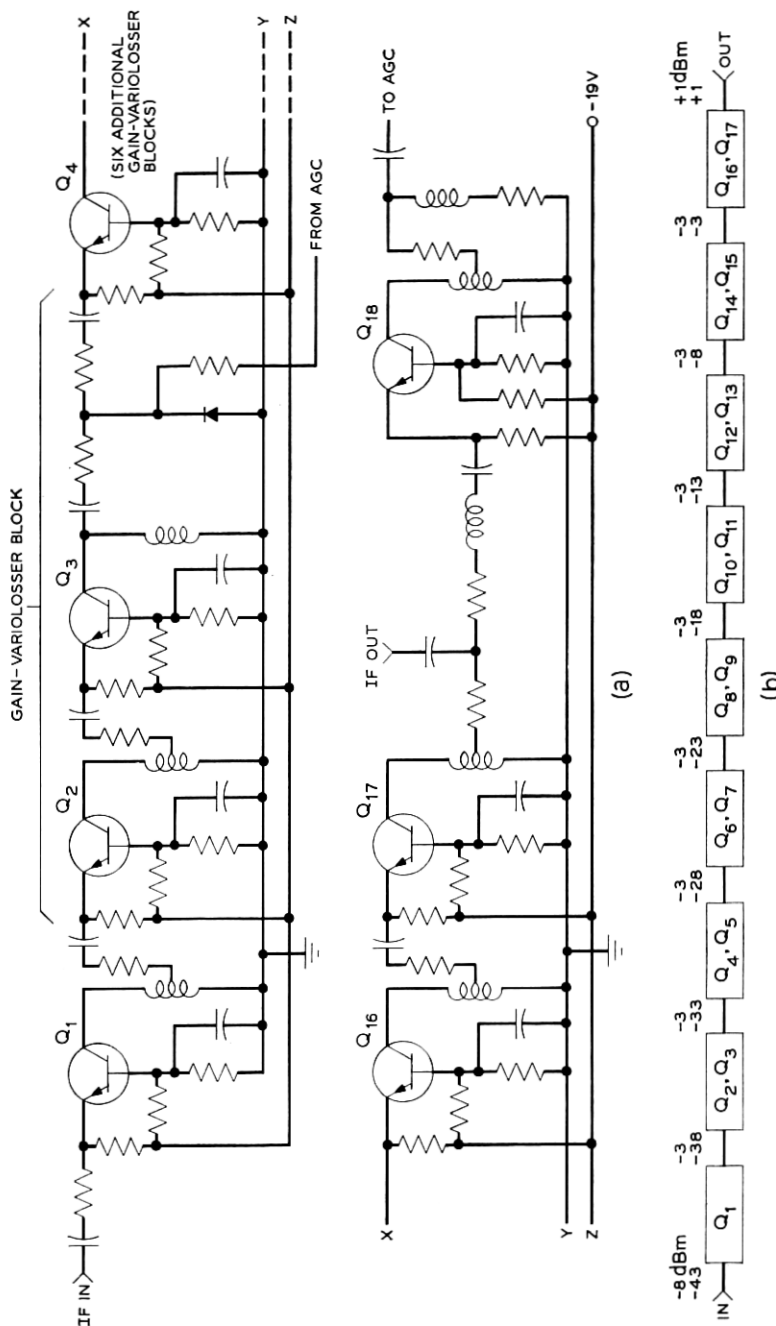 GAIN-VARIOLOSSER BLOCK
X
Q1
Q2
Q3
Q4
(SIX ADDITIONAL
GAIN-VARIOLOSSER
BLOCKS)
IF IN
Y
Z
FROM AGC
X
Q16
Q17
IF OUT
Q18
TO AGC
Y
Z
-19V
(a)
-8dBm -3 -3 -3 -3 -3 -3 -3 -3 +1dBm
-43 -38 -33 -28 -23 -18 -13 -8 -3 +1
IN Q1 Q2, Q3 Q4, Q5 Q6, Q7 Q8, Q9 Q10, Q11 Q12, Q13 Q14, Q15 Q16, Q17 OUT
(b)